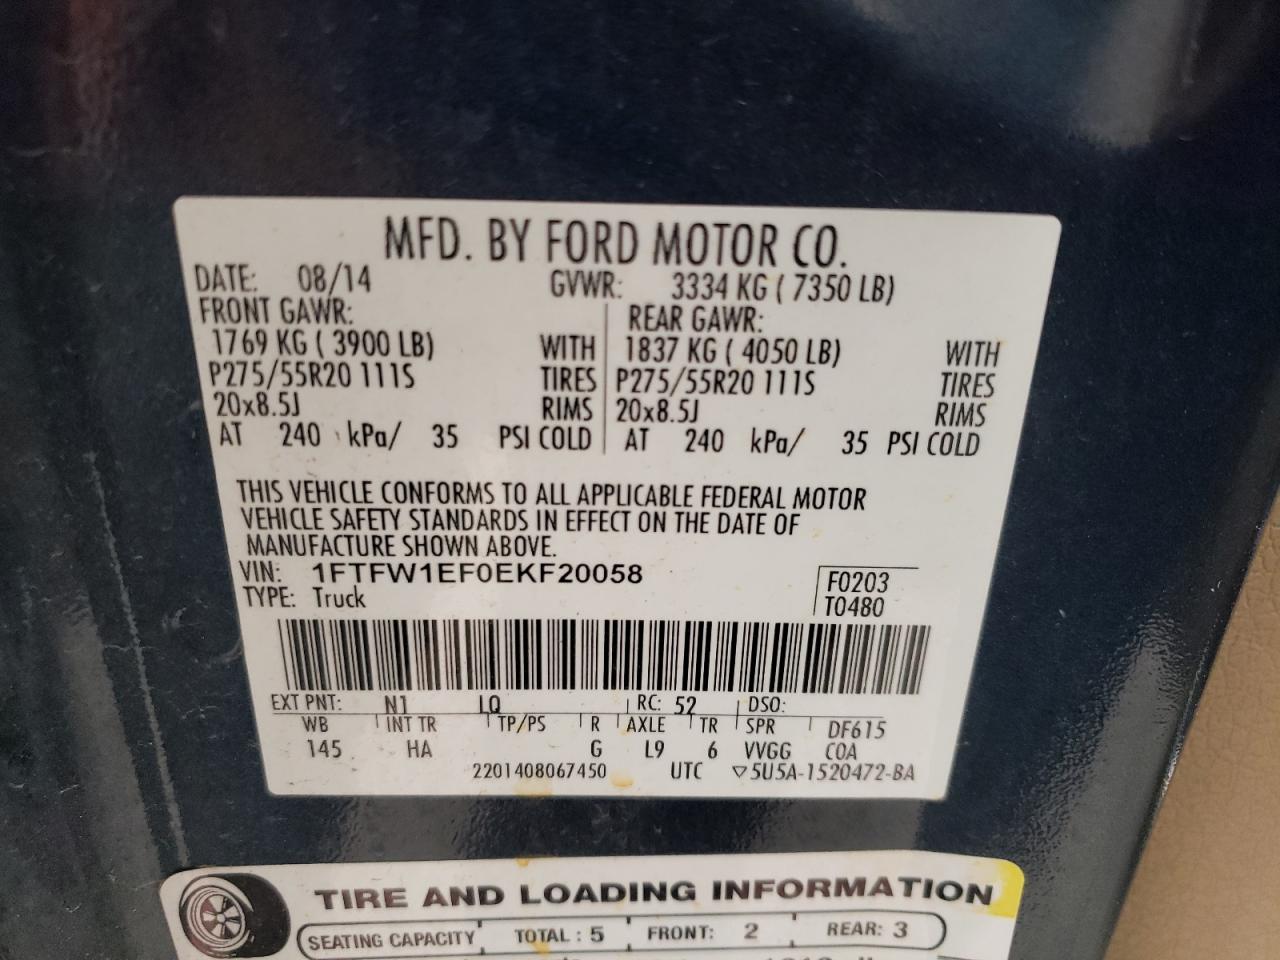 MFD. BY FORD MOTOR CO.
DATE: 08/14 GVWR: 3334 KG ( 7350 LB)
FRONT GAWR: REAR GAWR:
1769 KG ( 3900 LB) WITH 1837 KG ( 4050 LB) WITH
P275/55R20 111S TIRES P275/55R20 111S TIRES
20x8.5J RIMS 20x8.5J RIMS
AT 240 kPa/ 35 PSI COLD AT 240 kPa/ 35 PSI COLD
THIS VEHICLE CONFORMS TO ALL APPLICABLE FEDERAL MOTOR
VEHICLE SAFETY STANDARDS IN EFFECT ON THE DATE OF
MANUFACTURE SHOWN ABOVE.
VIN: 1FTFW1EF0EKF20058 F0203
TYPE: Truck T0480
EXT PNT: N1 LQ RC: 52 DSO:
WB INT TR TP/PS R AXLE TR SPR DF615
145 HA G L9 6 VVGG COA
2201408067450 UTC ▽5U5A-1520472-BA
TIRE AND LOADING INFORMATION
SEATING CAPACITY TOTAL : 5 FRONT: 2 REAR: 3